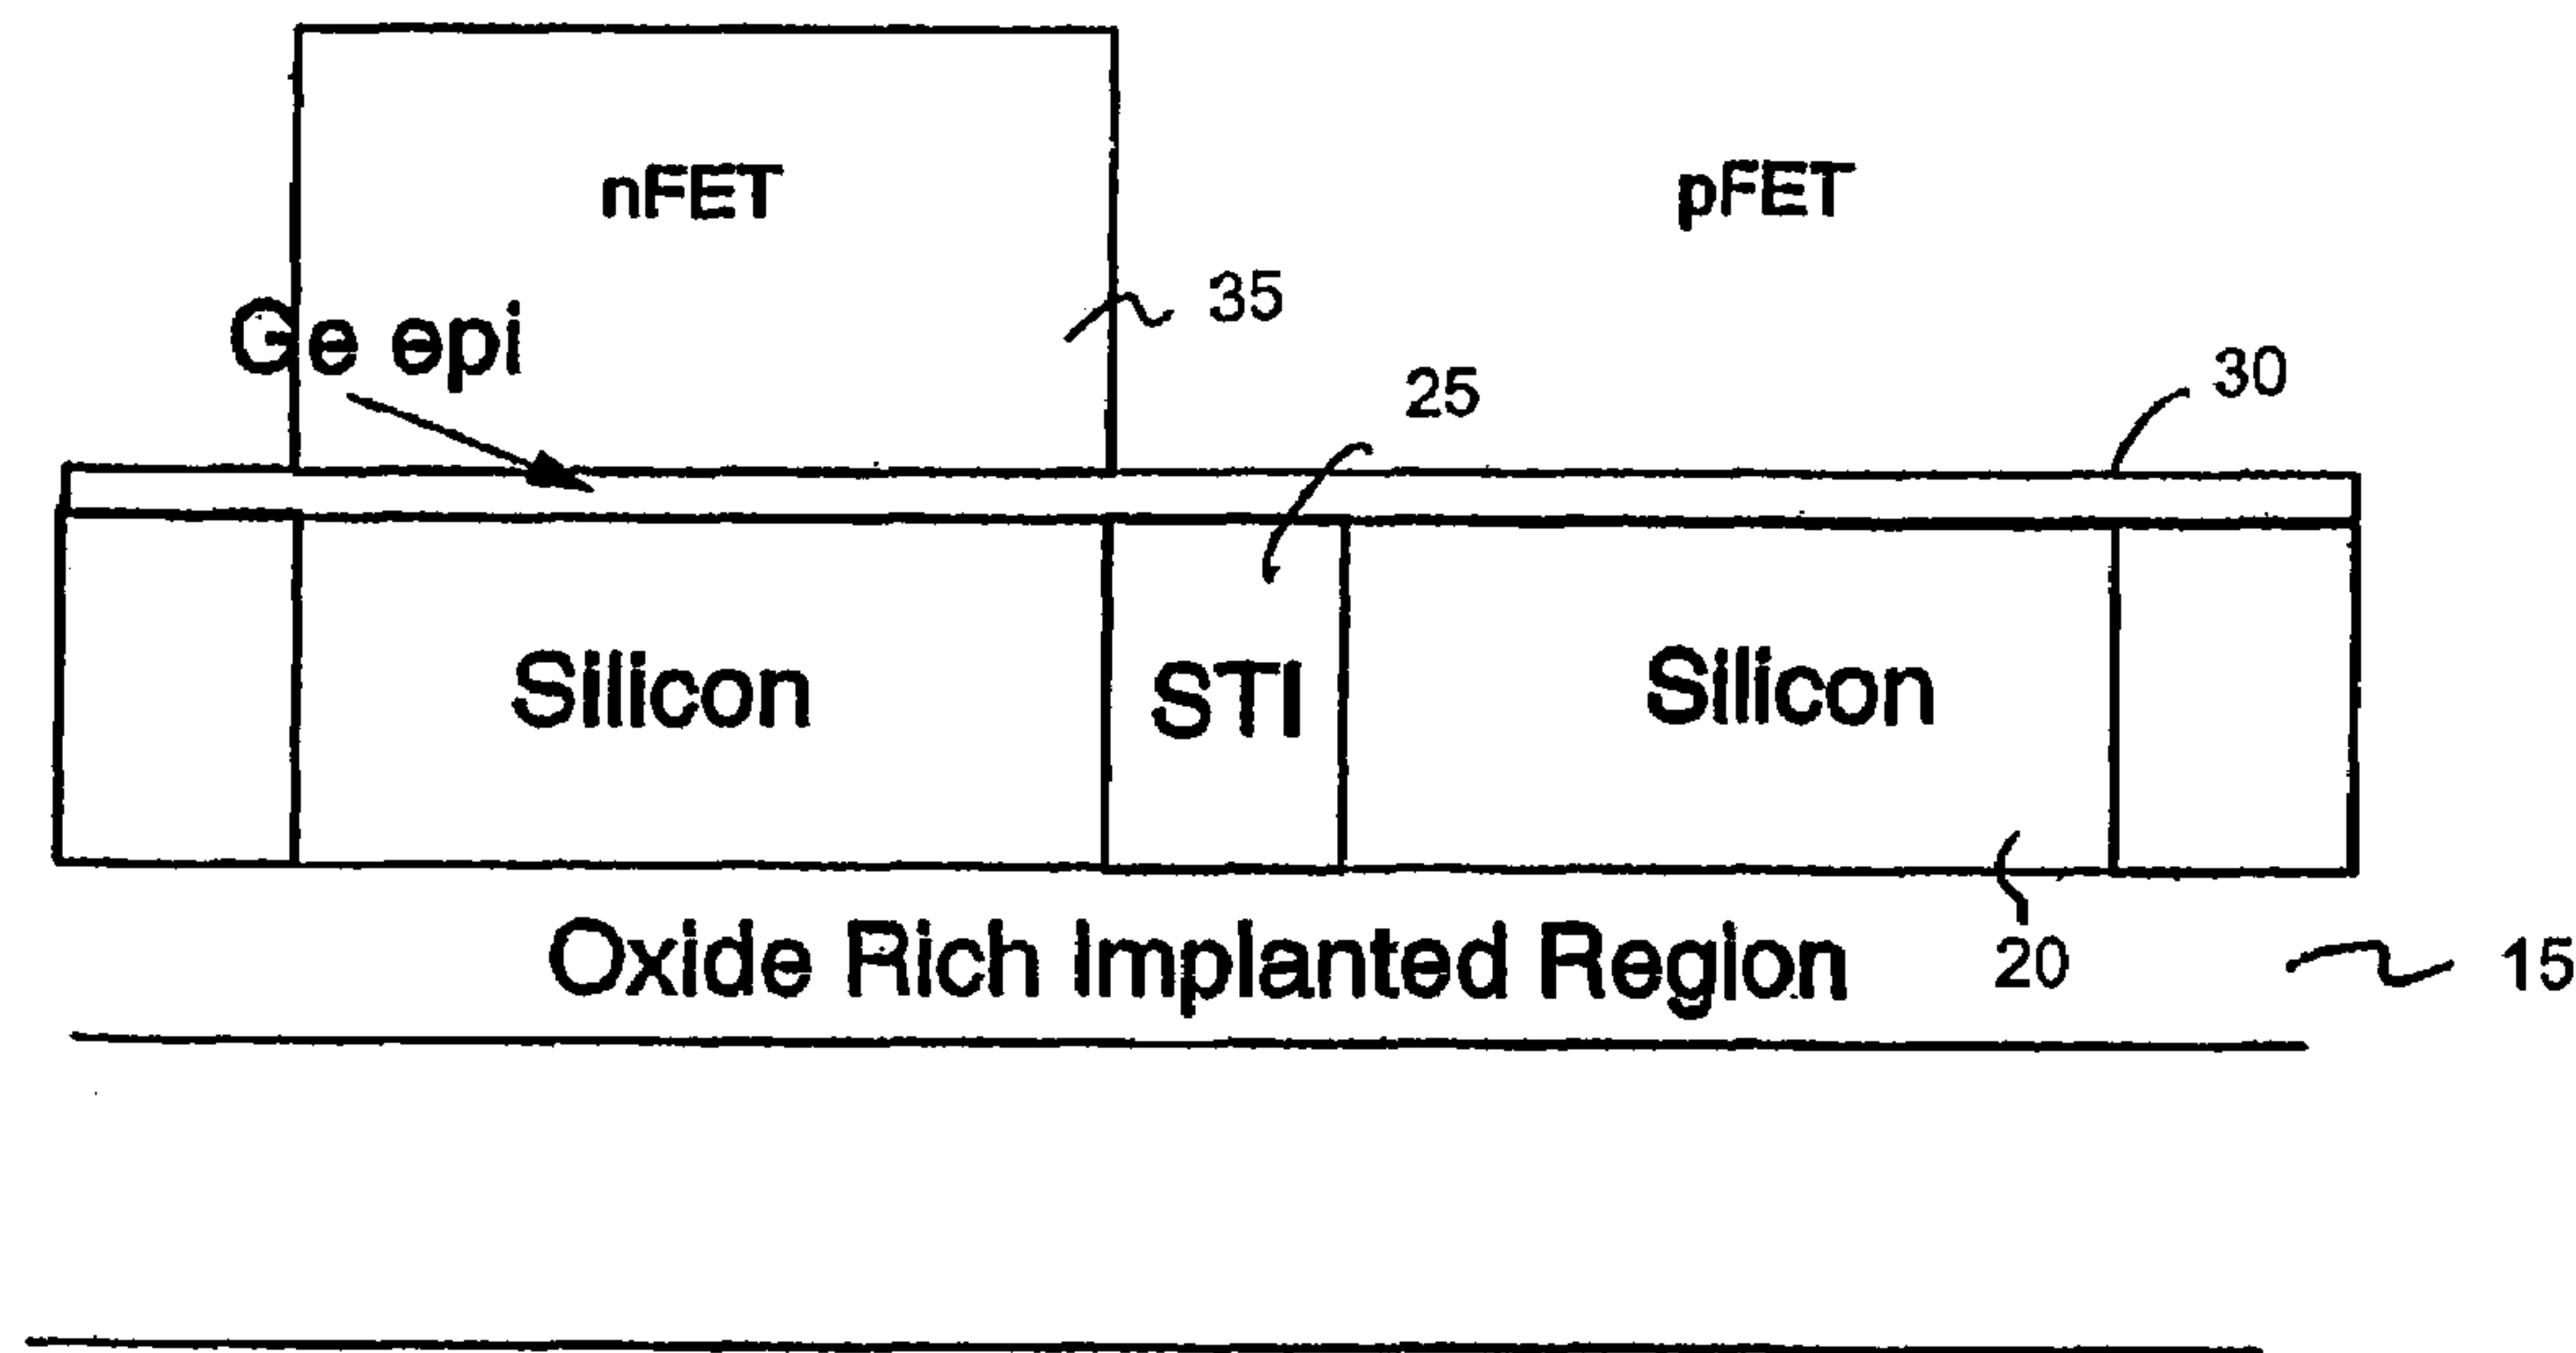 nFET pFET
35
Ge epi
30
25
Silicon STI Silicon
Oxide Rich Implanted Region 20 15